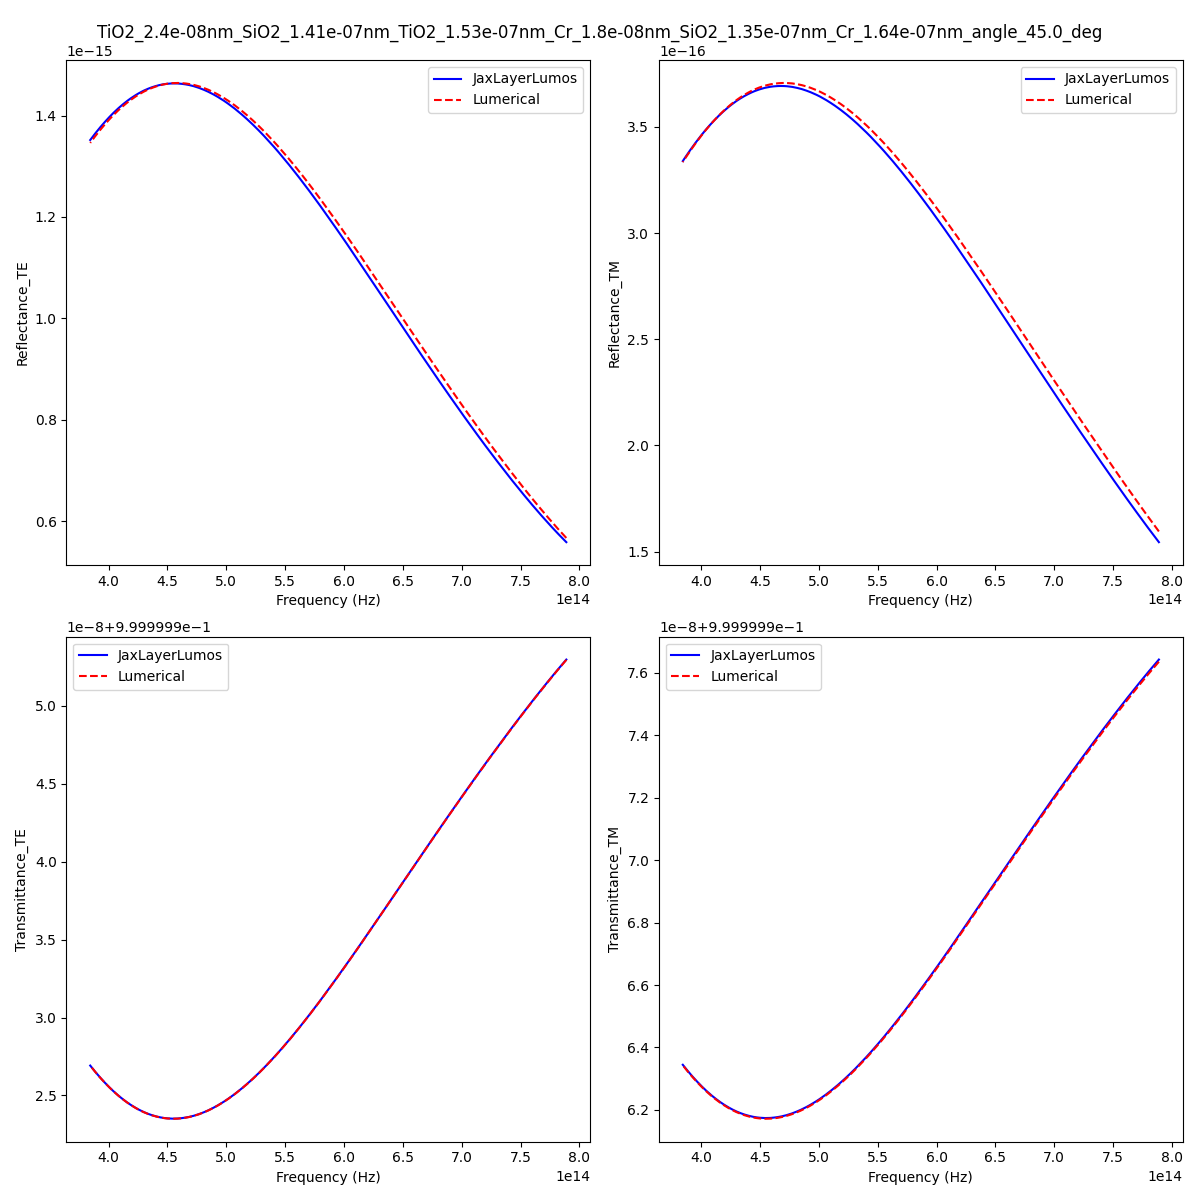 TiO2_2.4e-08nm_SiO2_1.41e-07nm_TiO2_1.53e-07nm_Cr_1.8e-08nm_SiO2_1.35e-07nm_Cr_1.64e-07nm_angle_45.0_deg
1e−15
JaxLayerLumos
Lumerical
1.4
1.2
1.0
0.8
0.6
Reflectance_TE
4.0 4.5 5.0 5.5 6.0 6.5 7.0 7.5 8.0
1e14
Frequency (Hz)
1e−16
JaxLayerLumos
Lumerical
3.5
3.0
2.5
2.0
1.5
Reflectance_TM
4.0 4.5 5.0 5.5 6.0 6.5 7.0 7.5 8.0
1e14
Frequency (Hz)
1e−8+9.999999e−1
JaxLayerLumos
Lumerical
5.0
4.5
4.0
3.5
3.0
2.5
Transmittance_TE
4.0 4.5 5.0 5.5 6.0 6.5 7.0 7.5 8.0
1e14
Frequency (Hz)
1e−8+9.999999e−1
JaxLayerLumos
Lumerical
7.6
7.4
7.2
7.0
6.8
6.6
6.4
6.2
Transmittance_TM
4.0 4.5 5.0 5.5 6.0 6.5 7.0 7.5 8.0
1e14
Frequency (Hz)